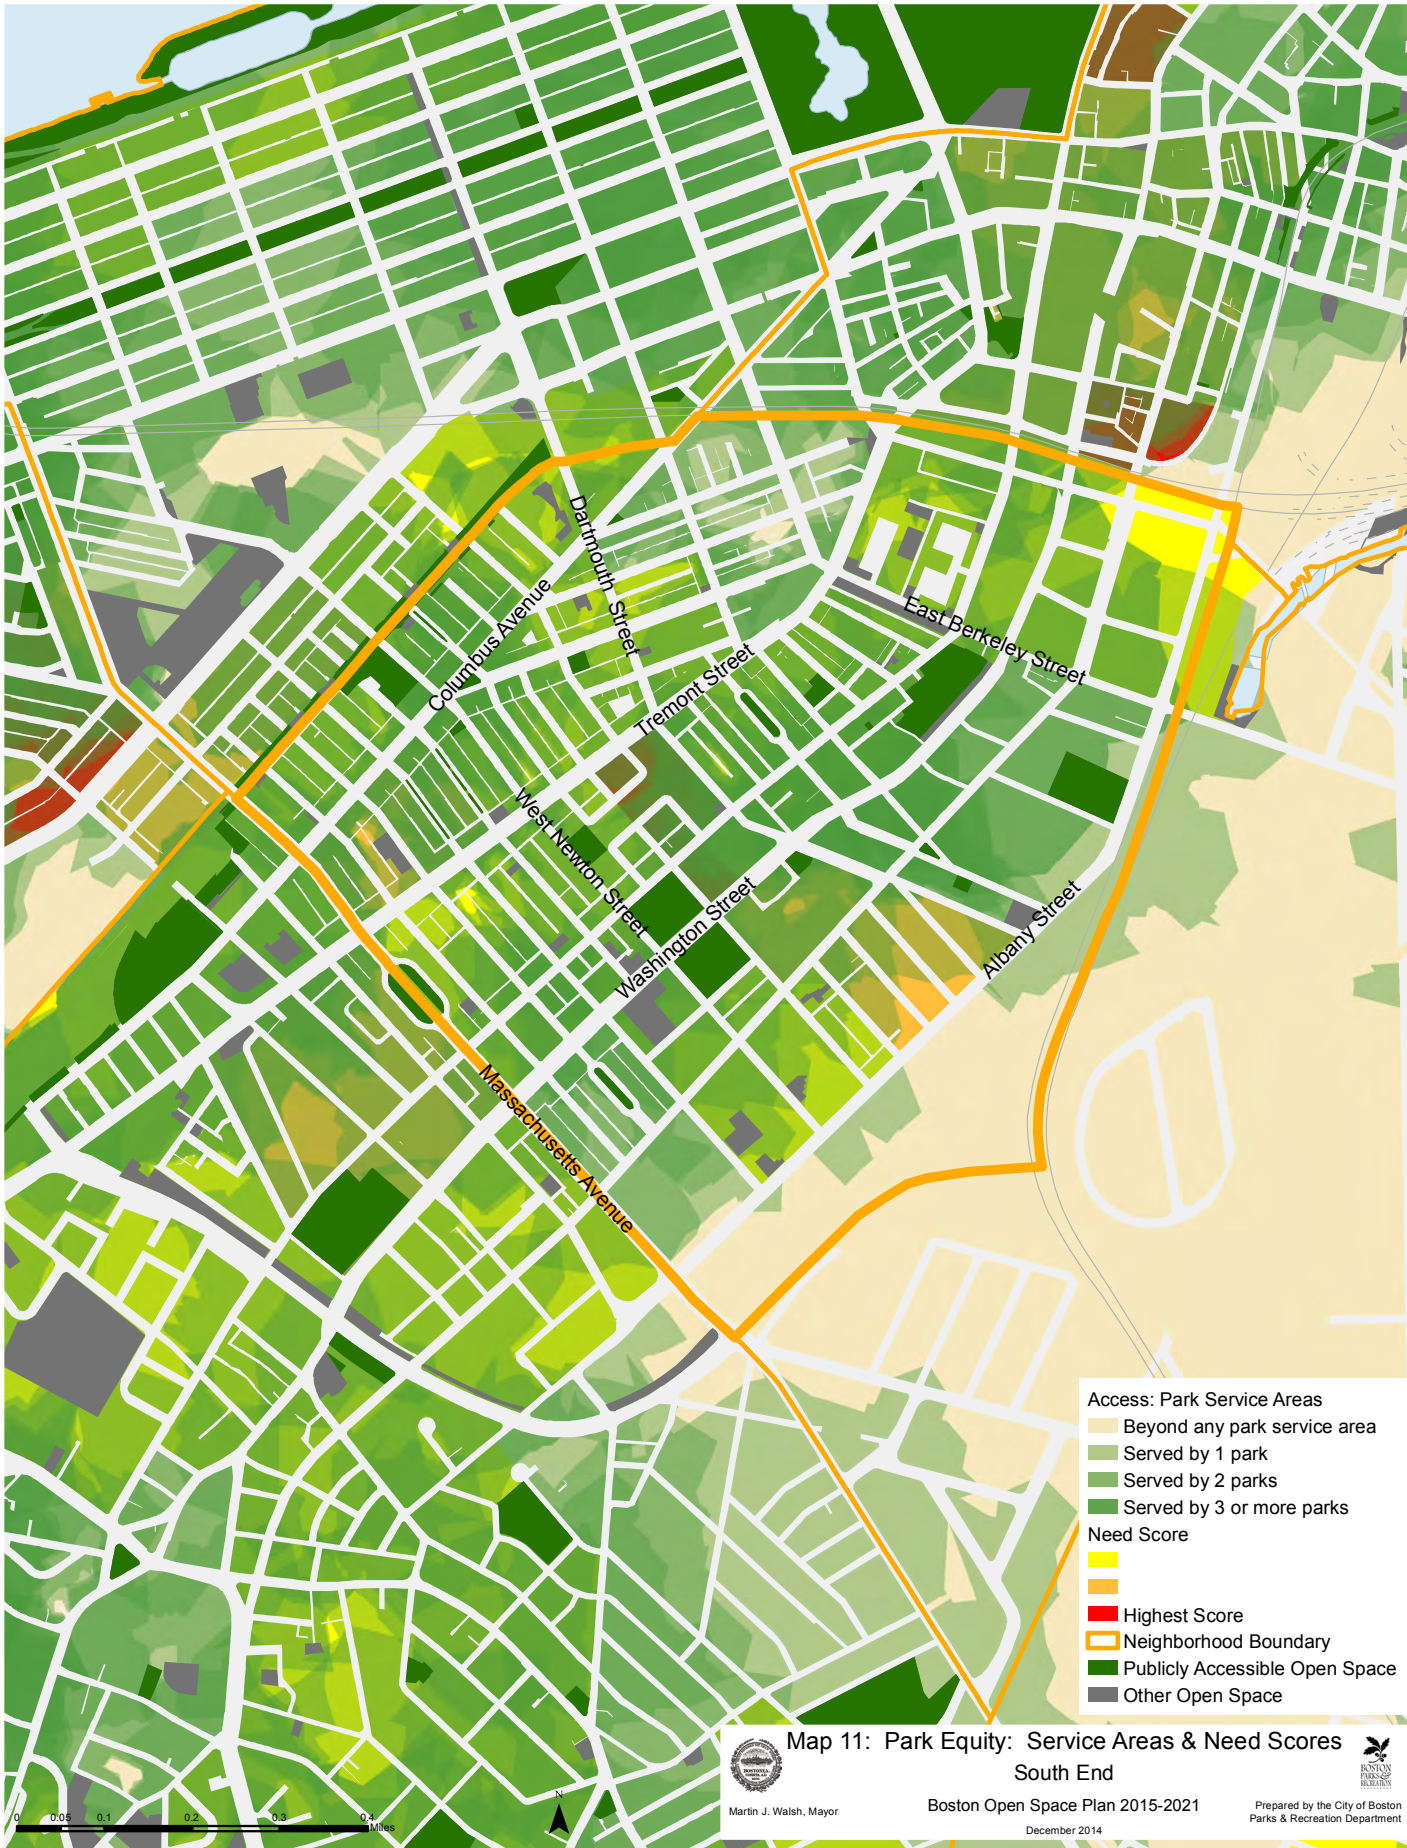 Dartmouth Street
Columbus Avenue
East Berkeley Street
Tremont Street
West Newton Street
Washington Street
Albany Street
Massachusetts Avenue
Access: Park Service Areas
Beyond any park service area
Served by 1 park
Served by 2 parks
Served by 3 or more parks
Need Score
Highest Score
Neighborhood Boundary
Publicly Accessible Open Space
Other Open Space
Map 11: Park Equity: Service Areas & Need Scores
South End
Boston Open Space Plan 2015-2021
December 2014
Martin J. Walsh, Mayor
BOSTON
PARKS &
RECREATION
Prepared by the City of Boston
Parks & Recreation Department
0 0.05 0.1 0.2 0.3 0.4
Miles
N